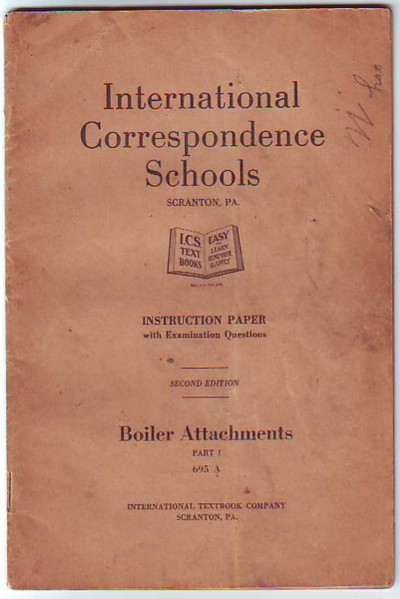 International
Correspondence
Schools
SCRANTON, PA.
I.C.S.
TEXT
BOOKS
EASY
TO
LEARN
REMEMBER
& APPLY
INSTRUCTION PAPER
with Examination Questions
SECOND EDITION
Boiler Attachments
PART 1
695 A
INTERNATIONAL TEXTBOOK COMPANY
SCRANTON, PA.